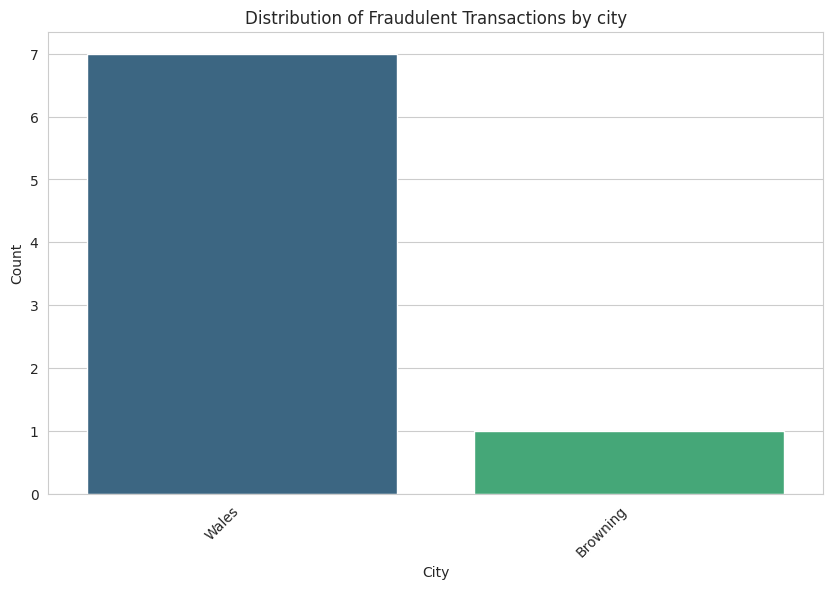 Distribution of Fraudulent Transactions by city
Count
7
6
5
4
3
2
1
0
Wales
Browning
City